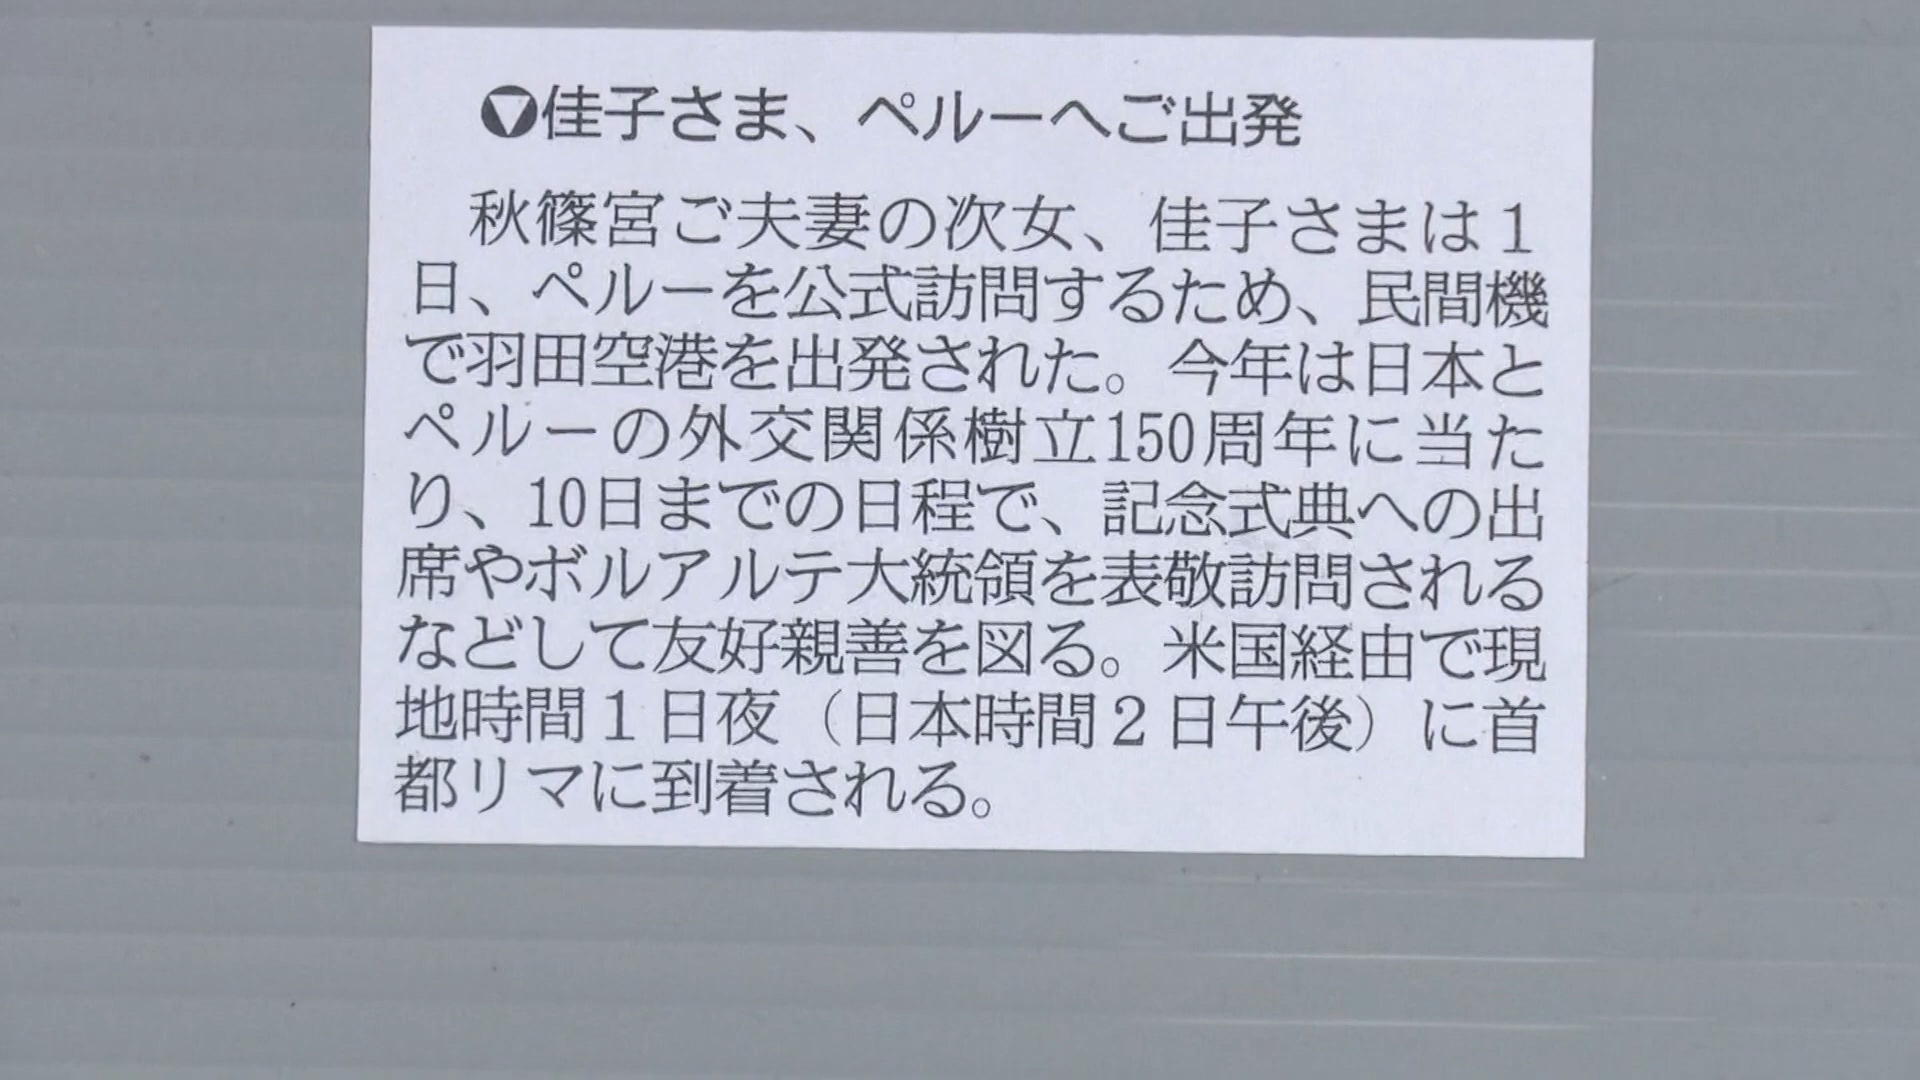 ▼佳子さま、ペルーへご出発
秋篠宮ご夫妻の次女、佳子さまは１
日、ペルーを公式訪問するため、民間機
で羽田空港を出発された。今年は日本と
ペルーの外交関係樹立150周年に当た
り、10日までの日程で、記念式典への出
席やボルアルテ大統領を表敬訪問される
などして友好親善を図る。米国経由で現
地時間１日夜（日本時間２日午後）に首
都リマに到着される。